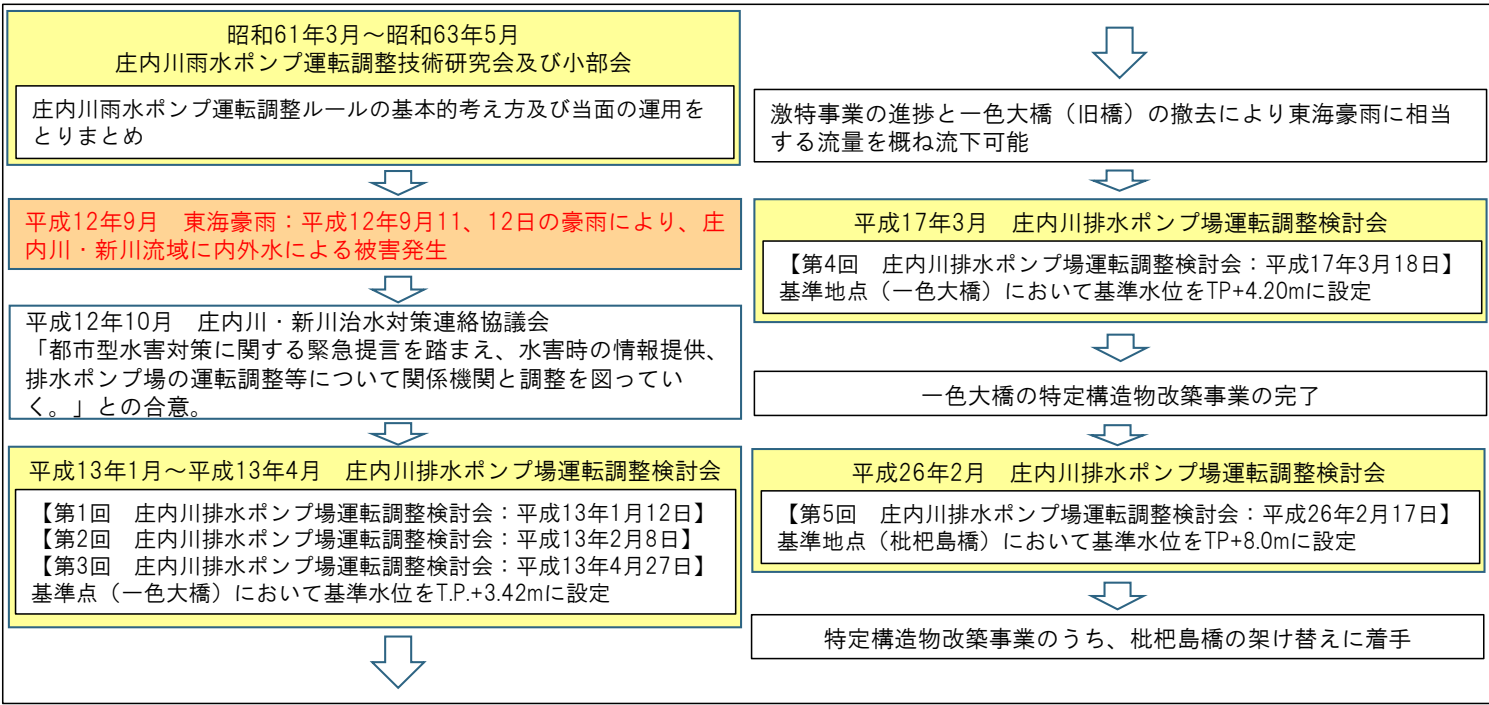 昭和61年3月～昭和63年5月
庄内川雨水ポンプ運転調整技術研究会及び小部会
庄内川雨水ポンプ運転調整ルールの基本的考え方及び当面の運用を
とりまとめ
平成12年9月　東海豪雨：平成12年9月11、12日の豪雨により、庄
内川・新川流域に内外水による被害発生
平成12年10月　庄内川・新川治水対策連絡協議会
「都市型水害対策に関する緊急提言を踏まえ、水害時の情報提供、
排水ポンプ場の運転調整等について関係機関と調整を図ってい
く。」との合意。
平成13年1月～平成13年4月　庄内川排水ポンプ場運転調整検討会
【第1回　庄内川排水ポンプ場運転調整検討会：平成13年1月12日】
【第2回　庄内川排水ポンプ場運転調整検討会：平成13年2月8日】
【第3回　庄内川排水ポンプ場運転調整検討会：平成13年4月27日】
基準点（一色大橋）において基準水位をT.P.+3.42mに設定
激特事業の進捗と一色大橋（旧橋）の撤去により東海豪雨に相当
する流量を概ね流下可能
平成17年3月　庄内川排水ポンプ場運転調整検討会
【第4回　庄内川排水ポンプ場運転調整検討会：平成17年3月18日】
基準地点（一色大橋）において基準水位をTP+4.20mに設定
一色大橋の特定構造物改築事業の完了
平成26年2月　庄内川排水ポンプ場運転調整検討会
【第5回　庄内川排水ポンプ場運転調整検討会：平成26年2月17日】
基準地点（枇杷島橋）において基準水位をTP+8.0mに設定
特定構造物改築事業のうち、枇杷島橋の架け替えに着手